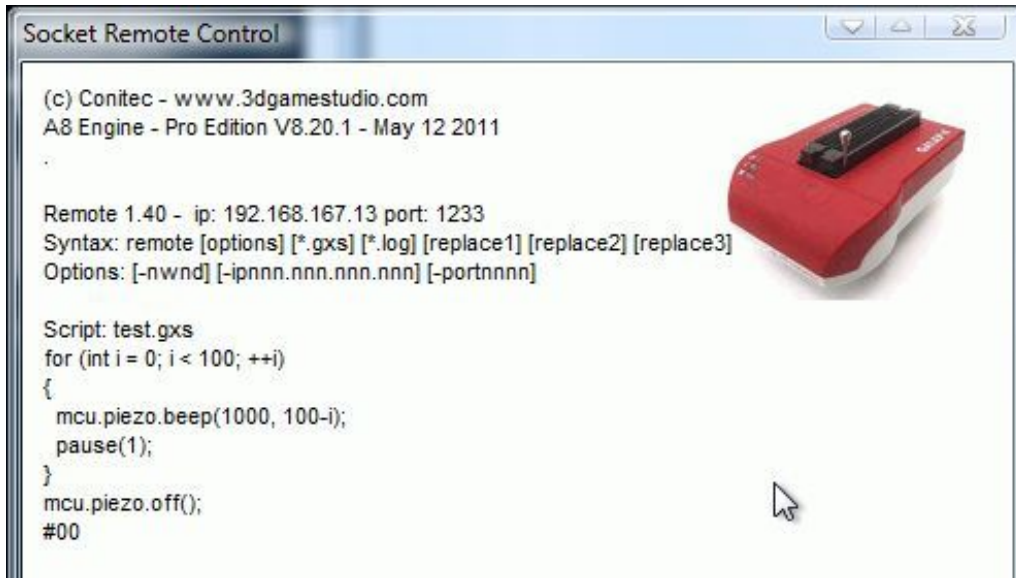 Socket Remote Control
(c) Conitec - www.3dgamestudio.com
A8 Engine - Pro Edition V8.20.1 - May 12 2011
.
Remote 1.40 - ip: 192.168.167.13 port: 1233
Syntax: remote [options] [*.gxs] [*.log] [replace1] [replace2] [replace3]
Options: [-nwnd] [-ipnnn.nnn.nnn.nnn] [-portnnnn]
Script: test.gxs
for (int i = 0; i < 100; ++i)
{
mcu.piezo.beep(1000, 100-i);
pause(1);
}
mcu.piezo.off();
#00